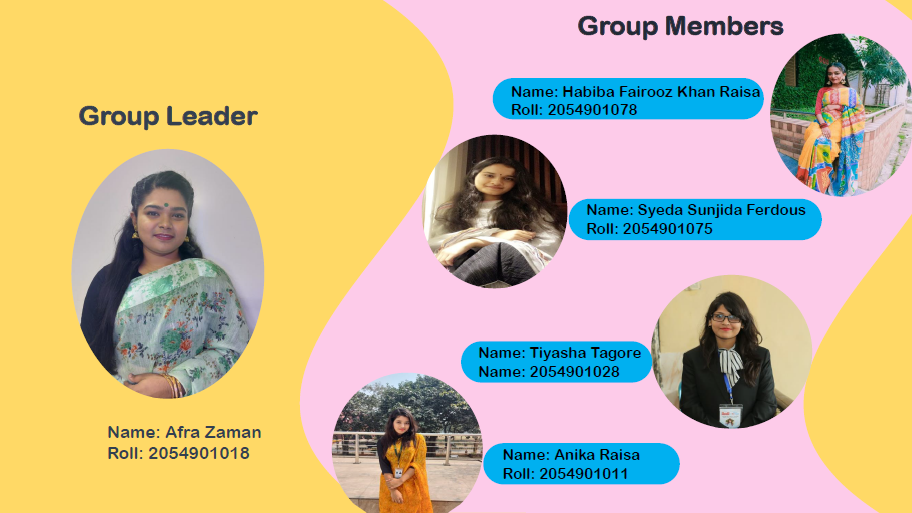 Group Members
Name: Habiba Fairooz Khan Raisa
Roll: 2054901078
Group Leader
Name: Syeda Sunjida Ferdous
Roll: 2054901075
Name: Tiyasha Tagore
Name: 2054901028
Name: Afra Zaman
Roll: 2054901018
Name: Anika Raisa
Roll: 2054901011